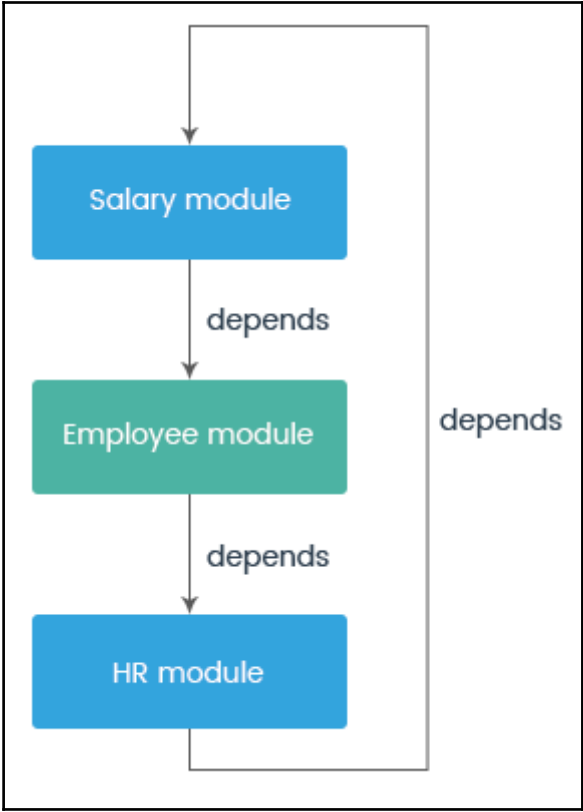 Salary module
depends
Employee module
depends
depends
HR module